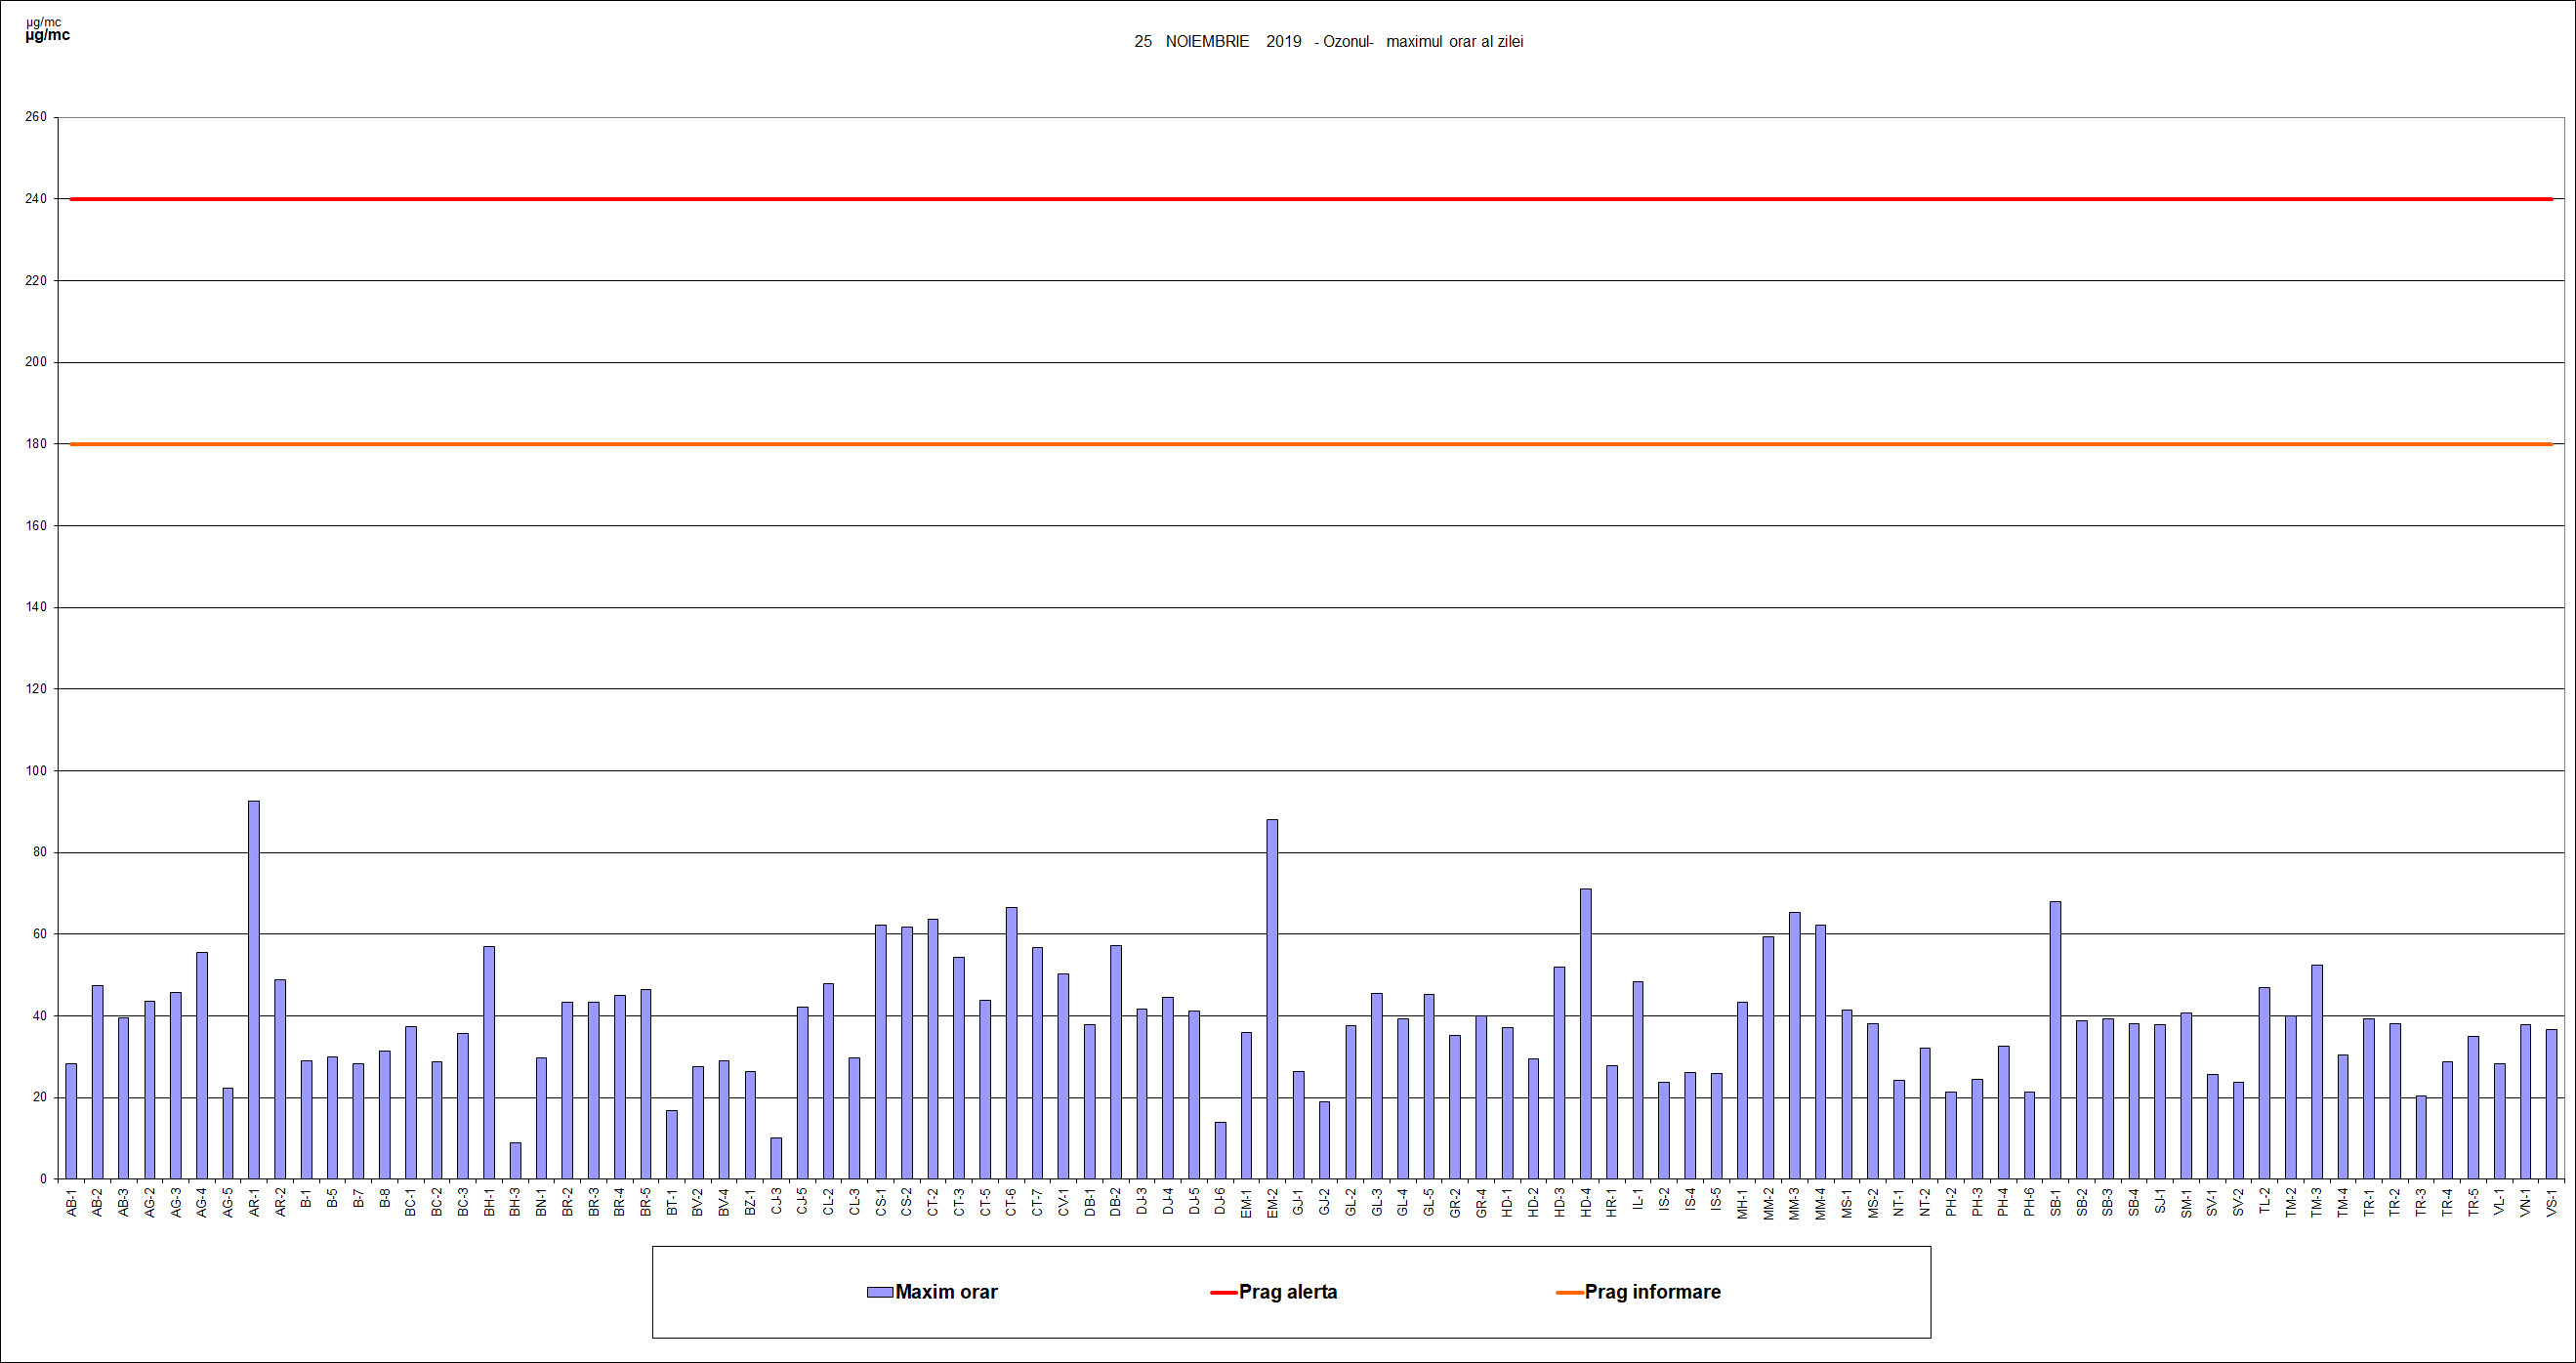 µg/mc
µg/mc
25 NOIEMBRIE 2019 - Ozonul- maximul orar al zilei
260
240
220
200
180
160
140
120
100
80
60
40
20
0
AB-1 AB-2 AB-3 AG-2 AG-3 AG-4 AG-5 AR-1 AR-2 B-1 B-5 B-7 B-8 BC-1 BC-2 BC-3 BH-1 BH-3 BN-1 BR-2 BR-3 BR-4 BR-5 BT-1 BV-2 BV-4 BZ-1 CJ-3 CJ-5 CL-2 CL-3 CS-1 CS-2 CT-2 CT-3 CT-5 CT-6 CT-7 CV-1 DB-1 DB-2 DJ-3 DJ-4 DJ-5 DJ-6 EM-1 EM-2 GJ-1 GJ-2 GL-2 GL-3 GL-4 GL-5 GR-2 GR-4 HD-1 HD-2 HD-3 HD-4 HR-1 IL-1 IS-2 IS-4 IS-5 MH-1 MM-2 MM-3 MM-4 MS-1 MS-2 NT-1 NT-2 PH-2 PH-3 PH-4 PH-6 SB-1 SB-2 SB-3 SB-4 SJ-1 SM-1 SV-1 SV-2 TL-2 TM-2 TM-3 TM-4 TR-1 TR-2 TR-3 TR-4 TR-5 VL-1 VN-1 VS-1
Maxim orar Prag alerta Prag informare